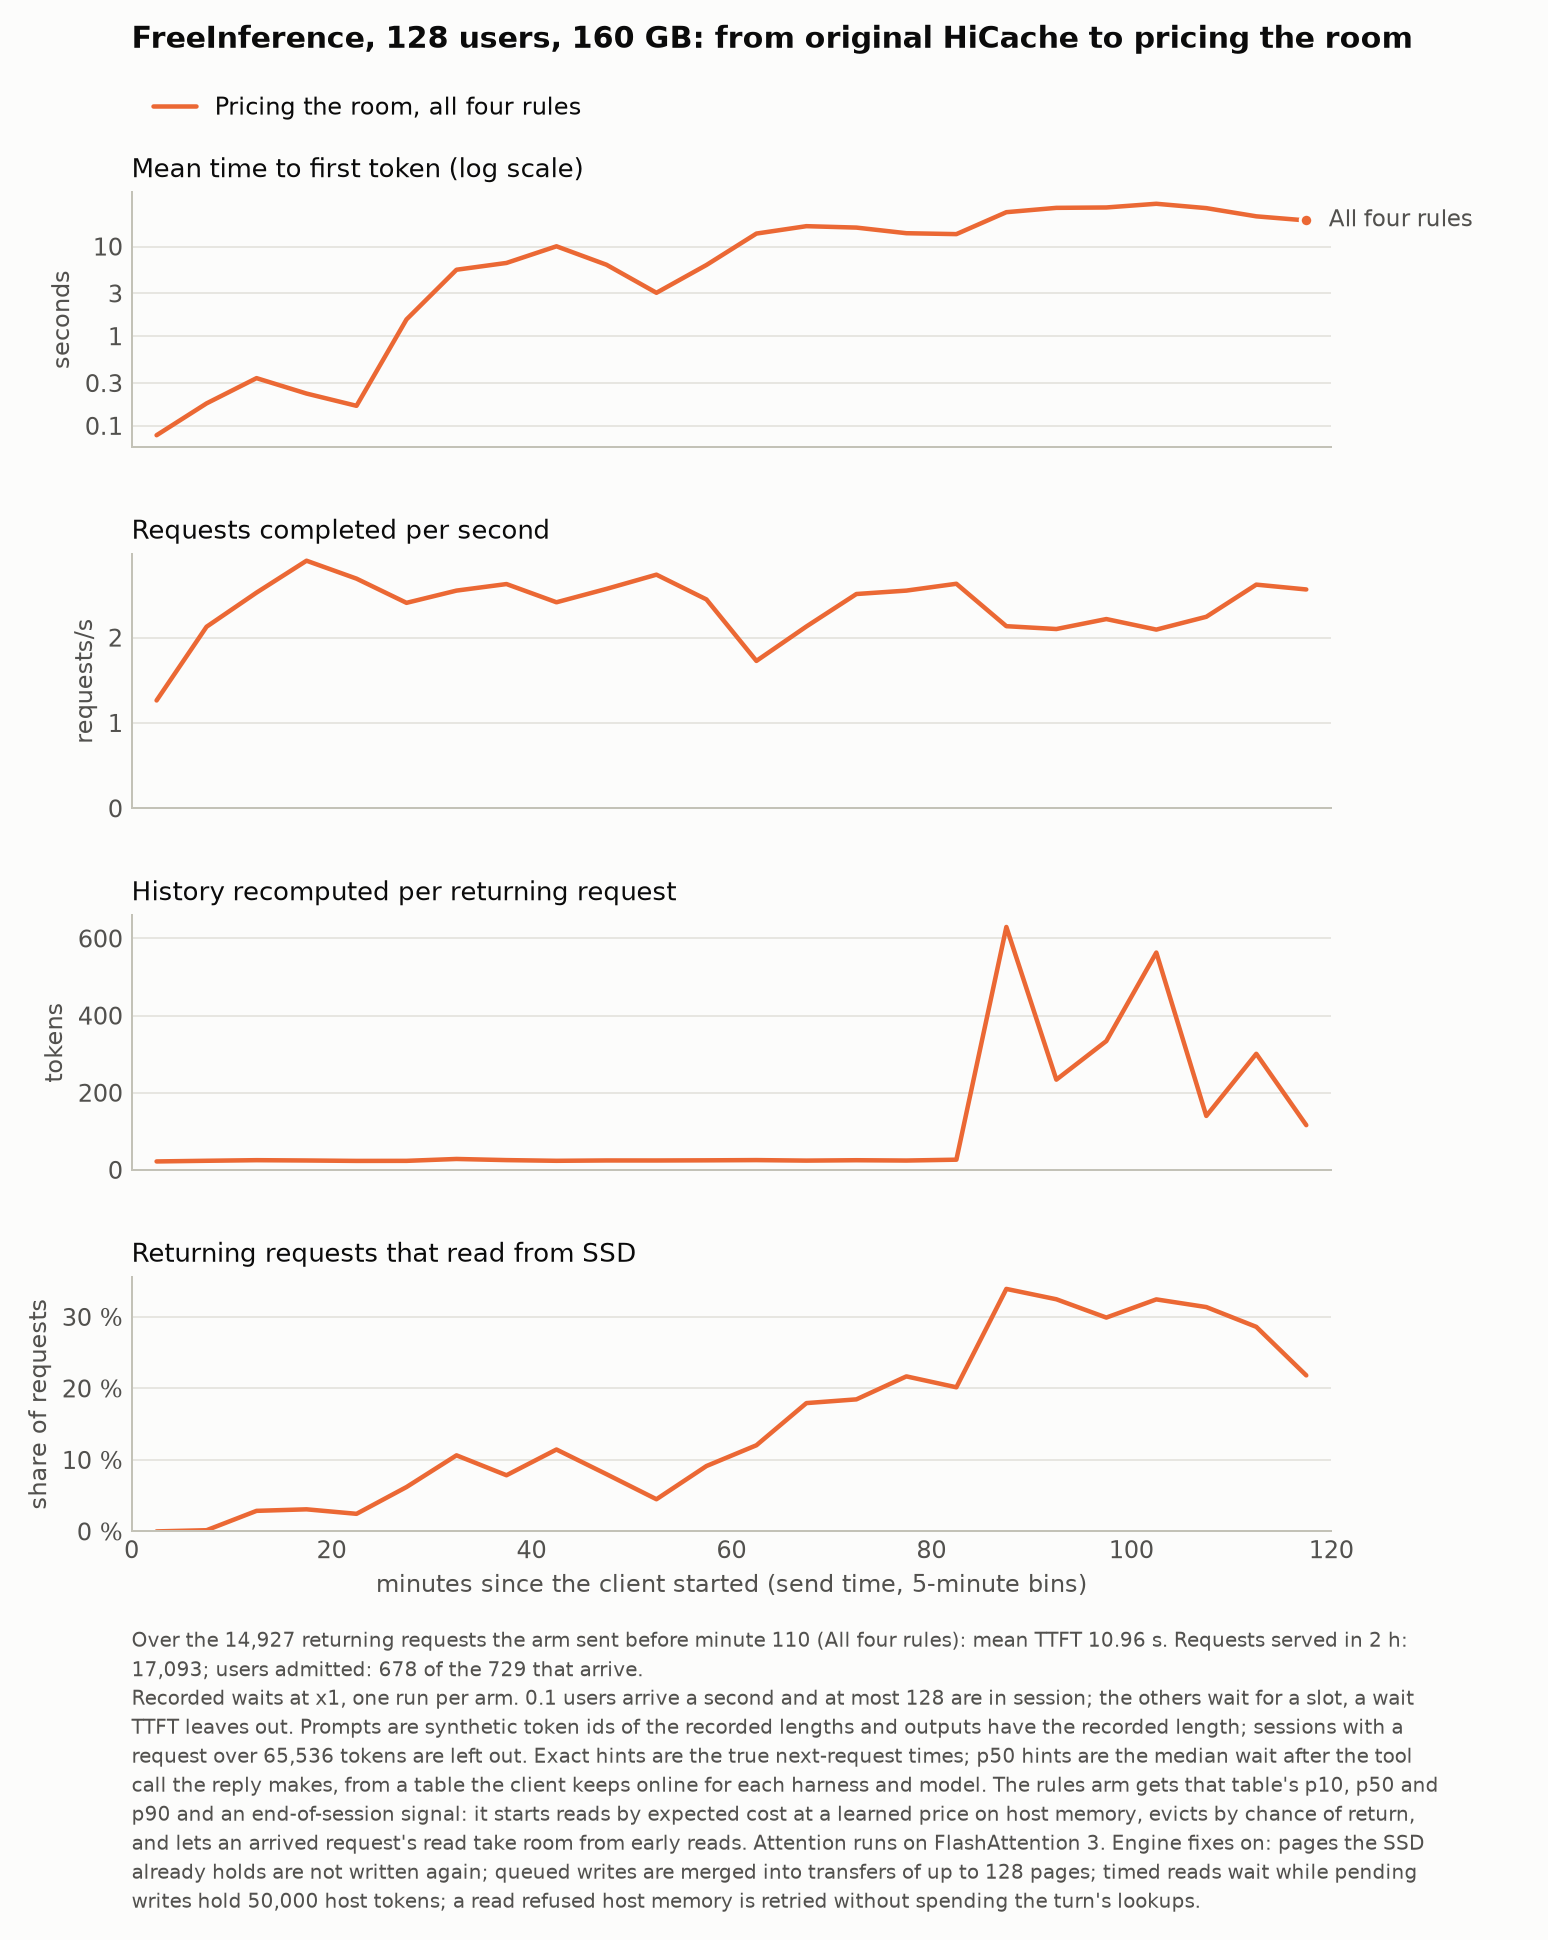 FreeInference, 128 users, 160 GB: from original HiCache to pricing the room
Pricing the room, all four rules
Mean time to first token (log scale)
10
3
1
0.3
0.1
seconds
All four rules
Requests completed per second
2
1
0
requests/s
History recomputed per returning request
600
400
200
0
tokens
Returning requests that read from SSD
30 %
20 %
10 %
0 %
share of requests
0 20 40 60 80 100 120
minutes since the client started (send time, 5-minute bins)
Over the 14,927 returning requests the arm sent before minute 110 (All four rules): mean TTFT 10.96 s. Requests served in 2 h:
17,093; users admitted: 678 of the 729 that arrive.
Recorded waits at x1, one run per arm. 0.1 users arrive a second and at most 128 are in session; the others wait for a slot, a wait
TTFT leaves out. Prompts are synthetic token ids of the recorded lengths and outputs have the recorded length; sessions with a
request over 65,536 tokens are left out. Exact hints are the true next-request times; p50 hints are the median wait after the tool
call the reply makes, from a table the client keeps online for each harness and model. The rules arm gets that table's p10, p50 and
p90 and an end-of-session signal: it starts reads by expected cost at a learned price on host memory, evicts by chance of return,
and lets an arrived request's read take room from early reads. Attention runs on FlashAttention 3. Engine fixes on: pages the SSD
already holds are not written again; queued writes are merged into transfers of up to 128 pages; timed reads wait while pending
writes hold 50,000 host tokens; a read refused host memory is retried without spending the turn's lookups.